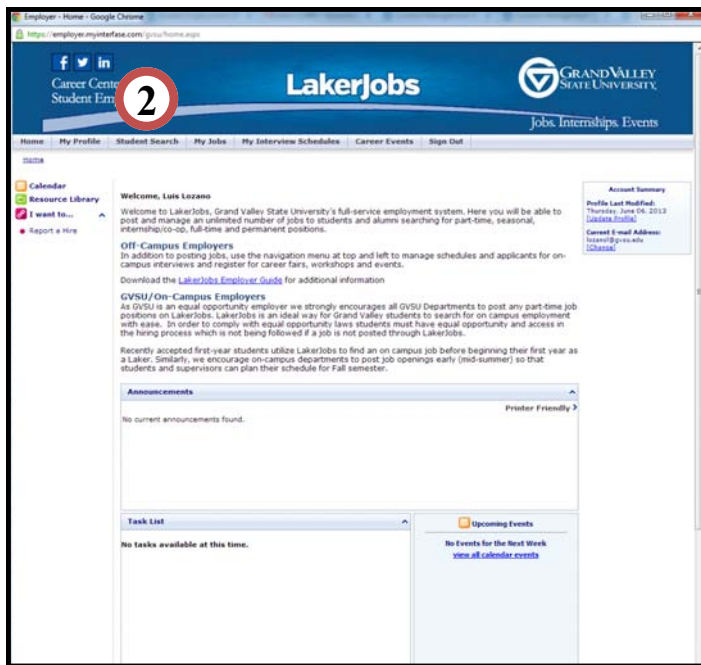 Employer - Home - Google Chrome
https://employer.myinterfase.com/gvsu/home.aspx
f in
Career Cent
Student Em
2
LakerJobs
GRAND VALLEY
STATE UNIVERSITY
Jobs. Internships. Events
Home My Profile Student Search My Jobs My Interview Schedules Career Events Sign Out
Home
Calendar
Resource Library
I want to...
Report a Hire
Welcome, Luis Lozano
Welcome to LakerJobs, Grand Valley State University's full-service employment system. Here you will be able to
post and manage an unlimited number of jobs to students and alumni searching for part-time, seasonal,
internship/co-op, full-time and permanent positions.
Off-Campus Employers
In addition to posting jobs, use the navigation menu at top and left to manage schedules and applicants for on-
campus interviews and register for career fairs, workshops and events.
Download the LakerJobs Employer Guide for additional information
GVSU/On-Campus Employers
As GVSU is an equal opportunity employer we strongly encourages all GVSU Departments to post any part-time job
positions on LakerJobs. LakerJobs is an ideal way for Grand Valley students to search for on campus employment
with ease. In order to comply with equal opportunity laws students must have equal opportunity and access in
the hiring process which is not being followed if a job is not posted through LakerJobs.
Recently accepted first-year students utilize LakerJobs to find an on campus job before beginning their first year as
a Laker. Similarly, we encourage on-campus departments to post job openings early (mid-summer) so that
students and supervisors can plan their schedule for Fall semester.
Account Summary
Profile Last Modified:
Thursday, June 06, 2013
[Update Profile]
Current E-mail Address:
lozanol@gvsu.edu
[Change]
Announcements
Printer Friendly
No current announcements found.
Task List
No tasks available at this time.
Upcoming Events
No Events for the Next Week
view all calendar events